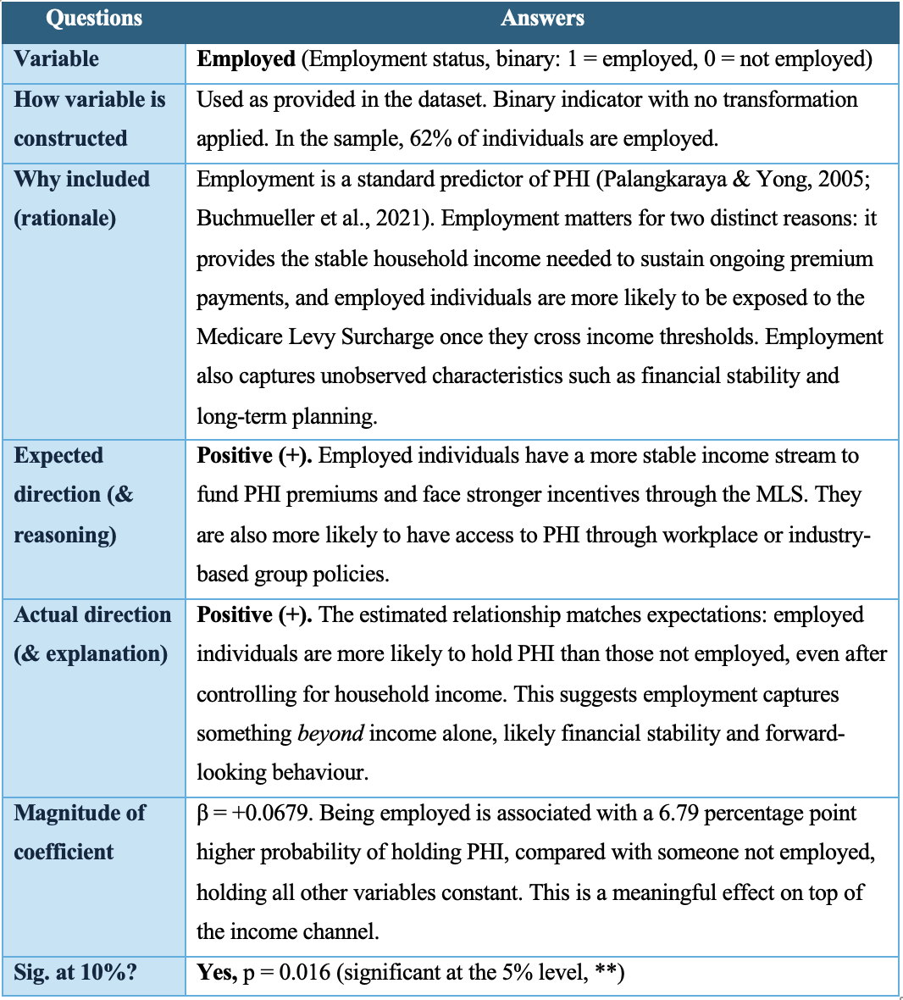 Questions Answers
Variable Employed (Employment status, binary: 1 = employed, 0 = not employed)
How variable is constructed
Used as provided in the dataset. Binary indicator with no transformation
applied. In the sample, 62% of individuals are employed.
Why included (rationale)
Employment is a standard predictor of PHI (Palangkaraya & Yong, 2005;
Buchmueller et al., 2021). Employment matters for two distinct reasons: it
provides the stable household income needed to sustain ongoing premium
payments, and employed individuals are more likely to be exposed to the
Medicare Levy Surcharge once they cross income thresholds. Employment
also captures unobserved characteristics such as financial stability and
long-term planning.
Expected
direction (&
reasoning)
Positive (+). Employed individuals have a more stable income stream to
fund PHI premiums and face stronger incentives through the MLS. They
are also more likely to have access to PHI through workplace or industry-
based group policies.
Actual direction
(& explanation)
Positive (+). The estimated relationship matches expectations: employed
individuals are more likely to hold PHI than those not employed, even after
controlling for household income. This suggests employment captures
something beyond income alone, likely financial stability and forward-
looking behaviour.
Magnitude of
coefficient
β = +0.0679. Being employed is associated with a 6.79 percentage point
higher probability of holding PHI, compared with someone not employed,
holding all other variables constant. This is a meaningful effect on top of
the income channel.
Sig. at 10%? Yes, p = 0.016 (significant at the 5% level, **)